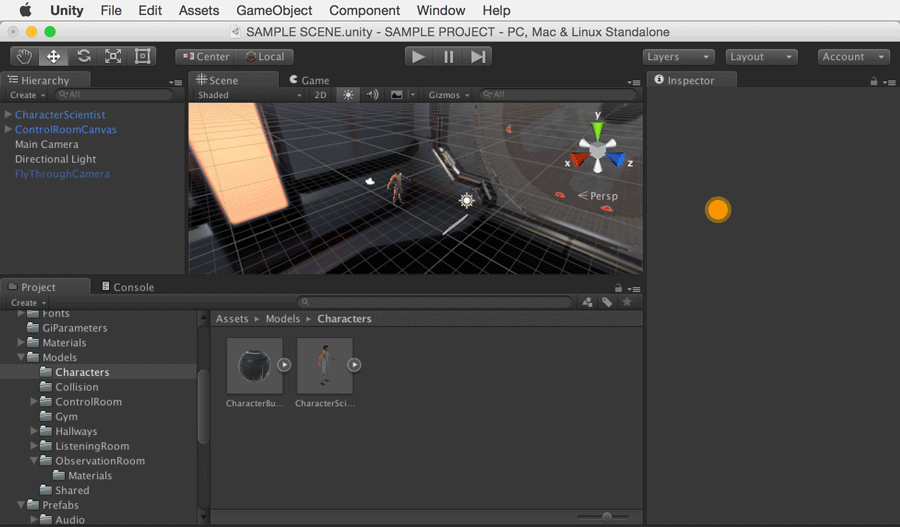 Unity File Edit Assets GameObject Component Window Help
SAMPLE SCENE.unity - SAMPLE PROJECT - PC, Mac & Linux Standalone
Center Local Layers Layout Account
Hierarchy
Create All
CharacterScientist
ControlRoomCanvas
Main Camera
Directional Light
FlyThroughCamera
Scene Game
Shaded 2D Gizmos All
y
x z
Persp
Inspector
Project Console
Create
Fonts
GiParameters
Materials
Models
Characters
Collision
ControlRoom
Gym
Hallways
ListeningRoom
ObservationRoom
Materials
Shared
Prefabs
Audio
Assets Models Characters
CharacterBu... CharacterSci...